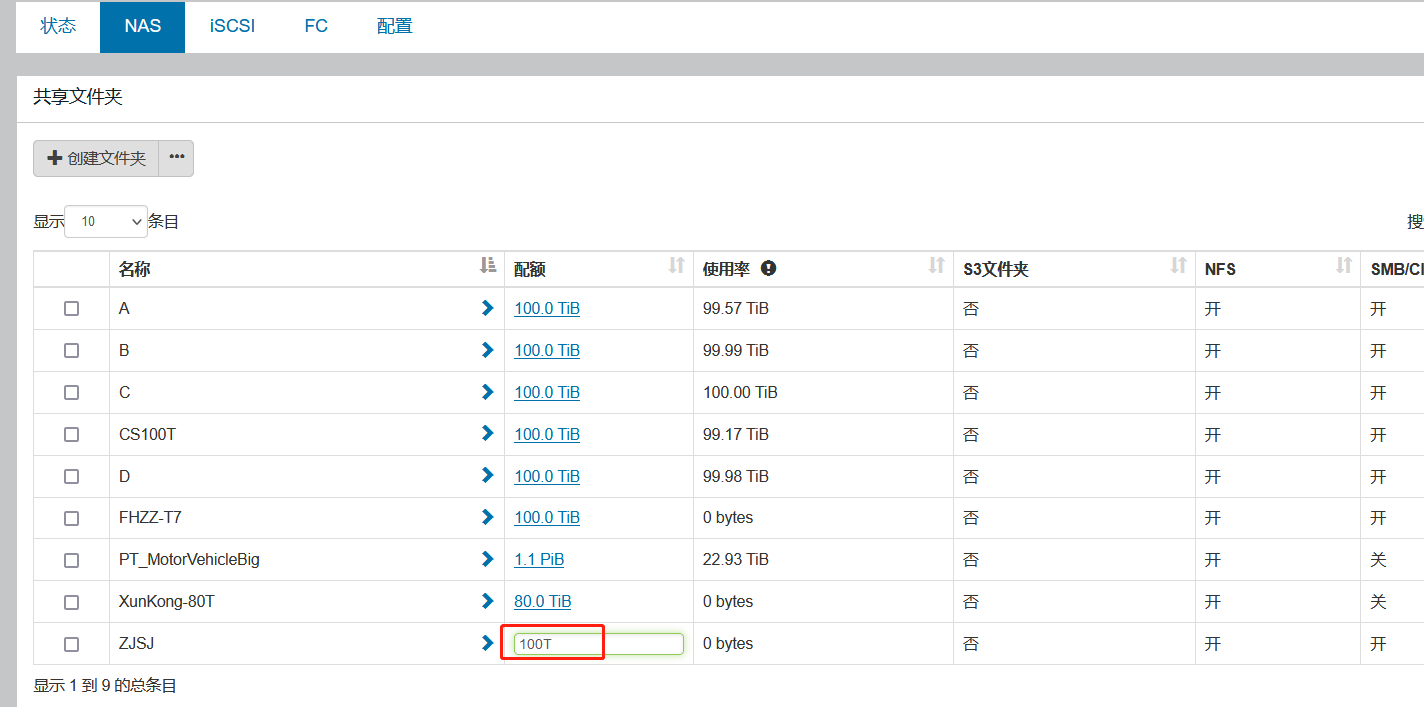 状态 NAS iSCSI FC 配置
共享文件夹
创建文件夹
显示 10 条目 搜
名称 配额 使用率 S3文件夹 NFS SMB/CI
A 100.0 TiB 99.57 TiB 否 开 开
B 100.0 TiB 99.99 TiB 否 开 开
C 100.0 TiB 100.00 TiB 否 开 开
CS100T 100.0 TiB 99.17 TiB 否 开 开
D 100.0 TiB 99.98 TiB 否 开 开
FHZZ-T7 100.0 TiB 0 bytes 否 开 开
PT_MotorVehicleBig 1.1 PiB 22.93 TiB 否 开 关
XunKong-80T 80.0 TiB 0 bytes 否 开 关
ZJSJ 100T 0 bytes 否 开 开
显示 1 到 9 的总条目